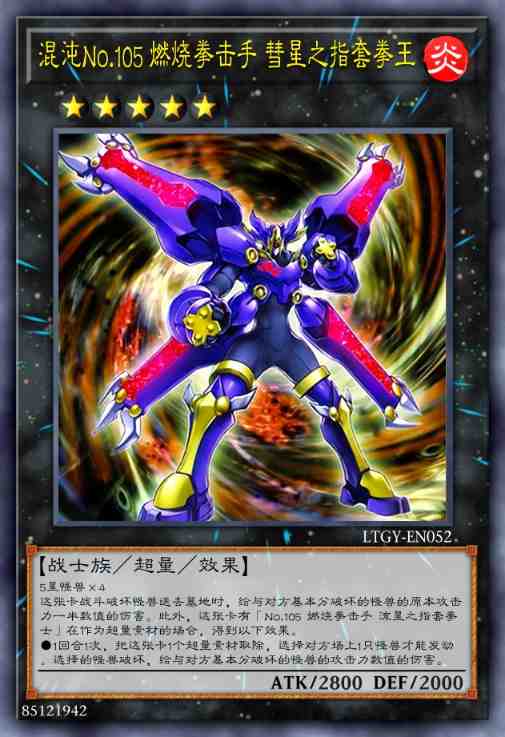 混沌No.105 燃烧拳击手 彗星之指套拳王
炎
LTGY-EN052
【战士族／超量／效果】
5星怪兽×4
这张卡战斗破坏怪兽送去墓地时，给与对方基本分破坏的怪兽的原本攻击
力一半数值的伤害。此外，这张卡有「No.105 燃烧拳击手 流星之指套拳
士」在作为超量素材的场合，得到以下效果。
●1回合1次，把这张卡1个超量素材取除，选择对方场上1只怪兽才能发动
。选择的怪兽破坏，给与对方基本分破坏的怪兽的攻击力数值的伤害。
ATK/2800 DEF/2000
85121942